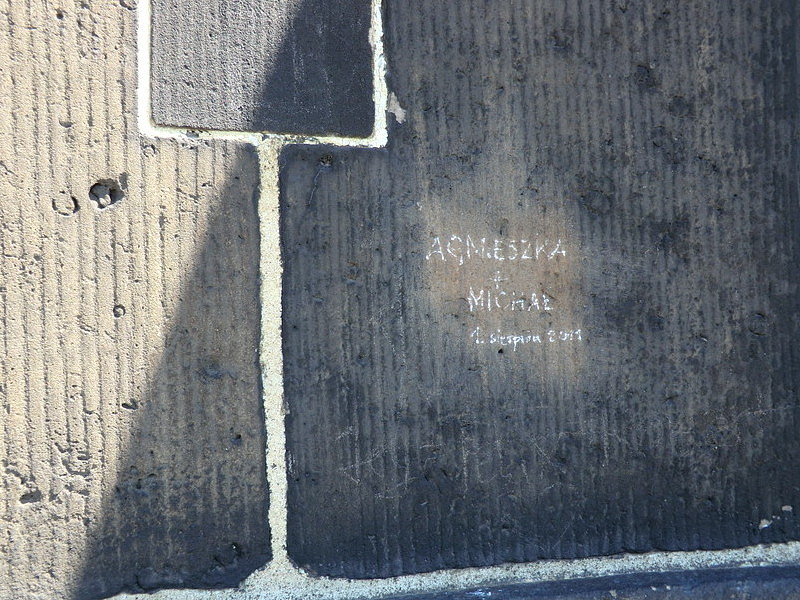 AGNIESZKA
+
MICHAŁ
1. sierpnia 2011